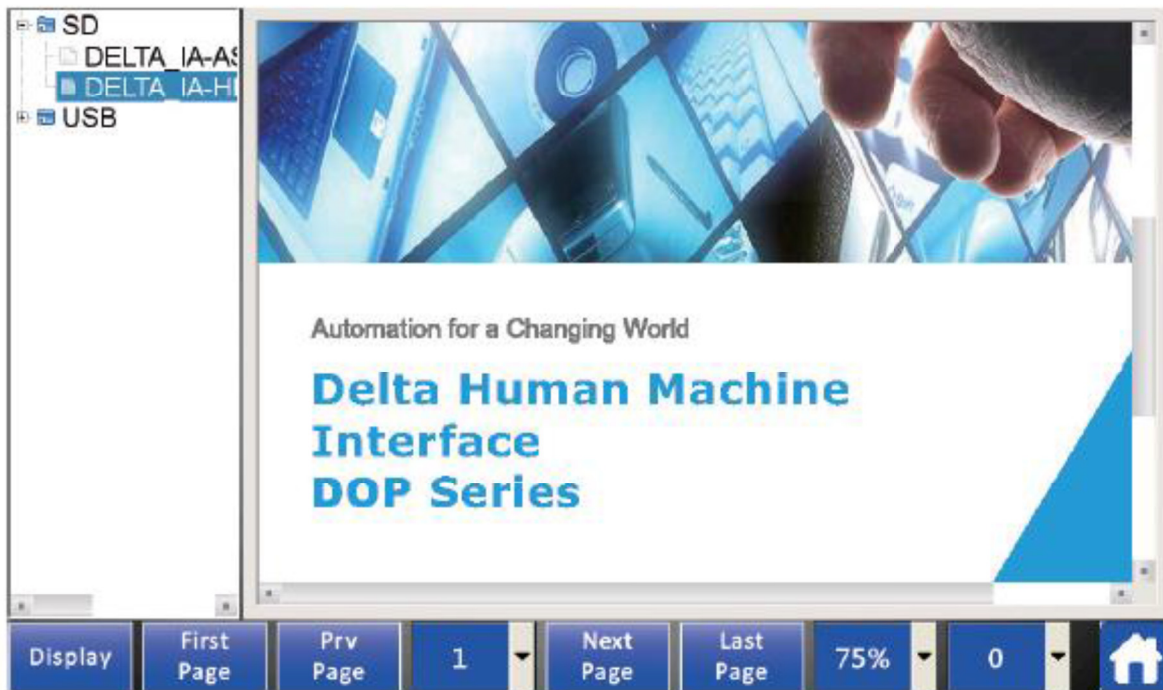 SD
DELTA_IA-AS
DELTA_IA-HI
USB
Automation for a Changing World
Delta Human Machine
Interface
DOP Series
Display
First
Page
Prv
Page
1
Next
Page
Last
Page
75%
0